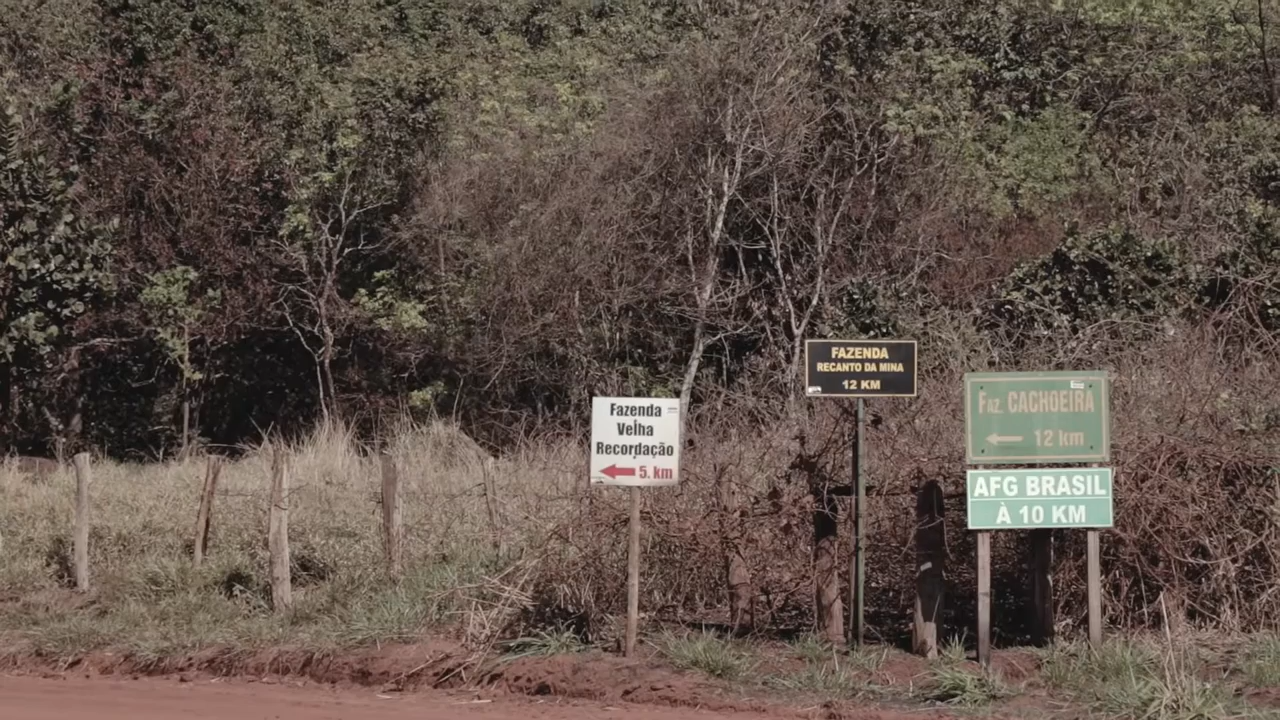 Fazenda
Velha
Recordação
5. km
FAZENDA
RECANTO DA MINA
12 KM
FAZ. CACHOEIRA
12 km
AFG BRASIL
À 10 KM